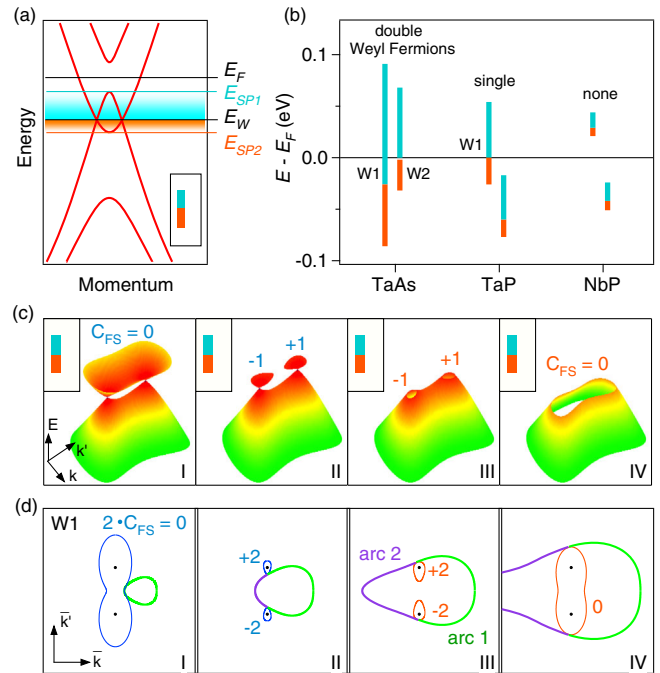 (a)
E_F
E_SP1
E_W
E_SP2
Energy
Momentum
(b)
E - E_F (eV)
0.1
0.0
-0.1
double
Weyl Fermions
single
none
W1
W2
W1
TaAs
TaP
NbP
(c)
C_FS = 0
-1
+1
-1
+1
C_FS = 0
E
k'
k
I
II
III
IV
(d)
W1
2 • C_FS = 0
+2
-2
arc 2
+2
-2
arc 1
0
k̅'
k̅
I
II
III
IV